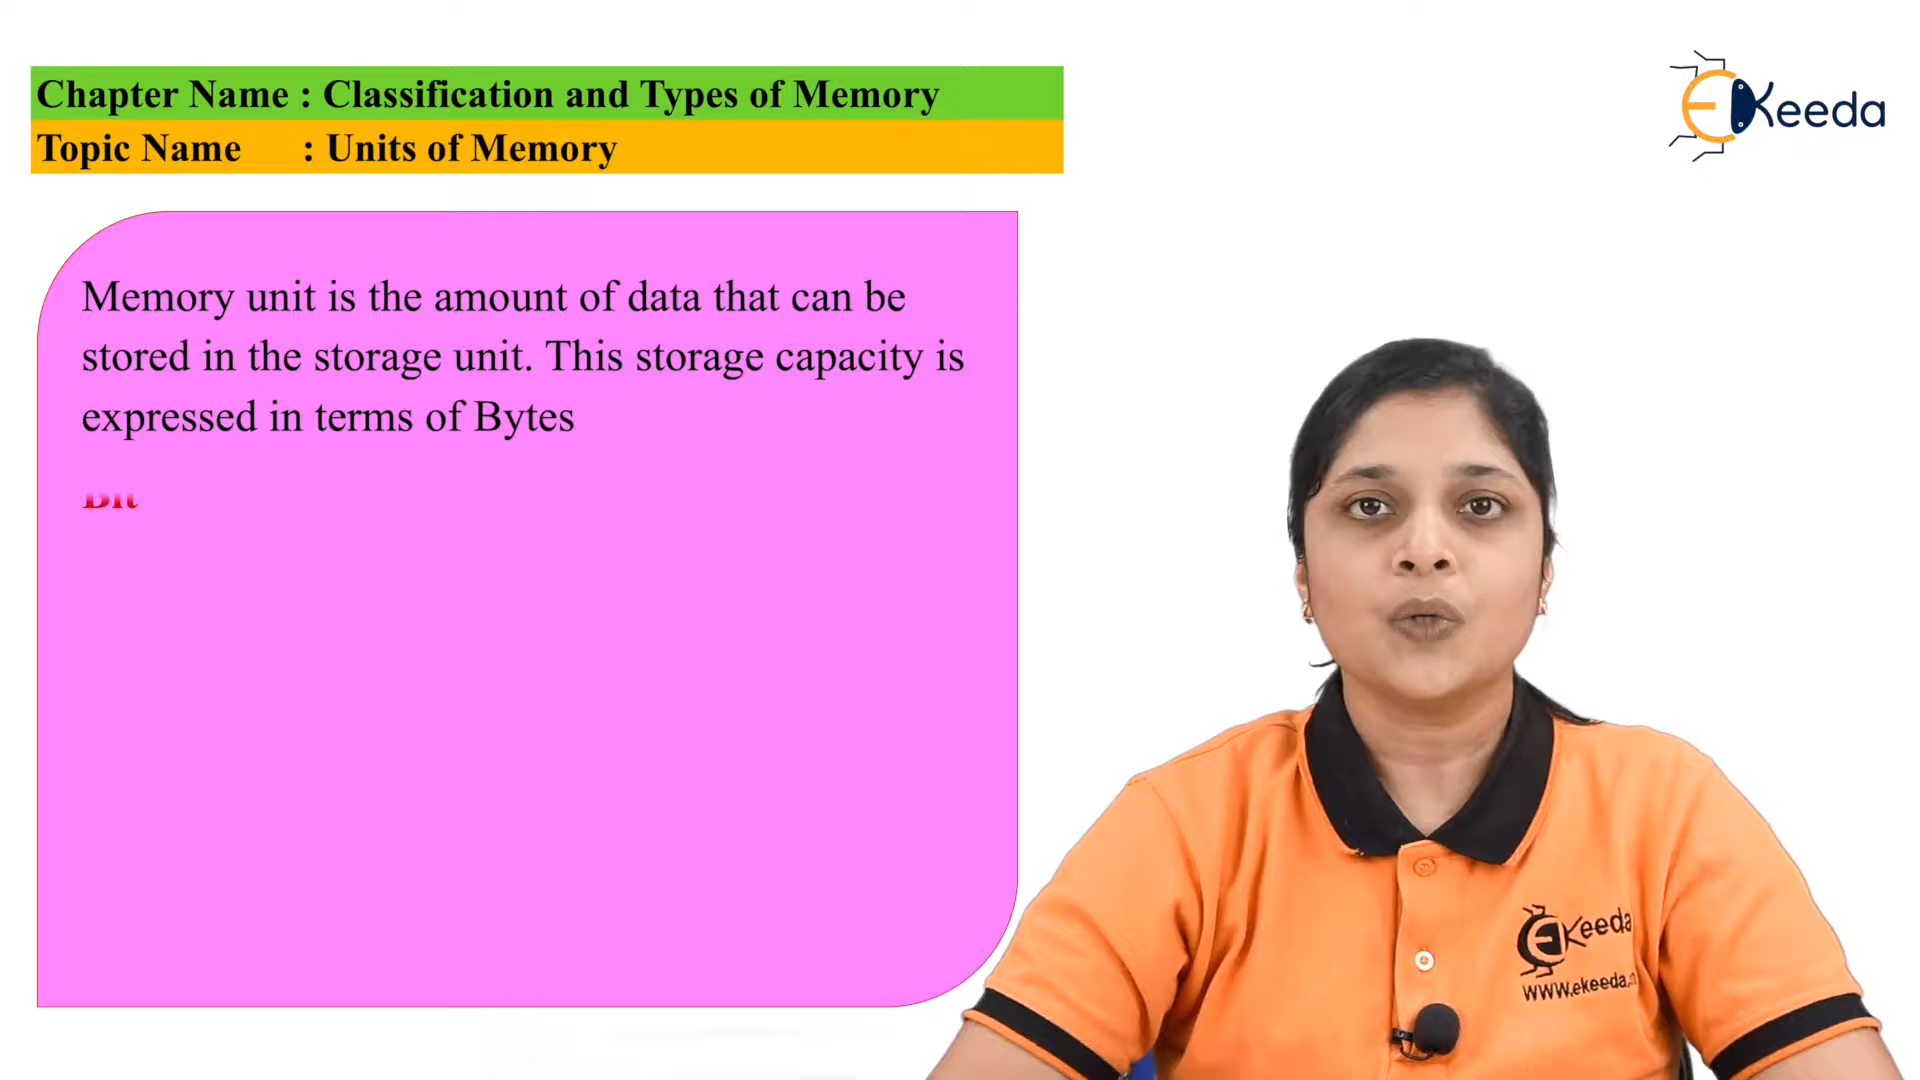 Chapter Name : Classification and Types of Memory
Topic Name : Units of Memory
Keeda
Memory unit is the amount of data that can be
stored in the storage unit. This storage capacity is
expressed in terms of Bytes
Bit
Keeda